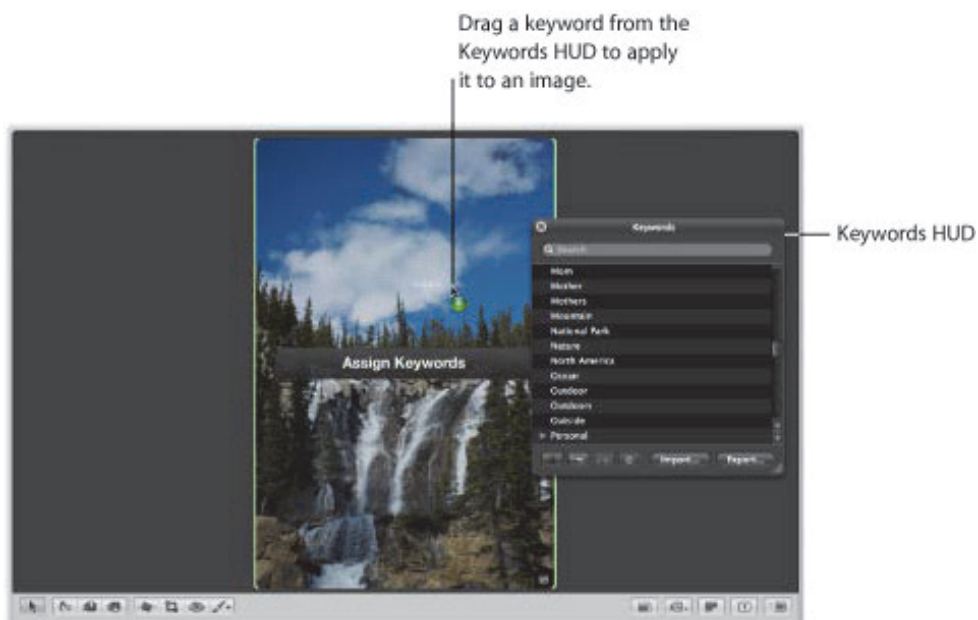 Drag a keyword from the
Keywords HUD to apply
it to an image.
Keywords HUD
Keywords
Search
Mom
Mother
Mothers
Mountain
National Park
Nature
North America
Ocean
Outdoor
Outdoors
Outside
Personal
Import...
Export...
Assign Keywords